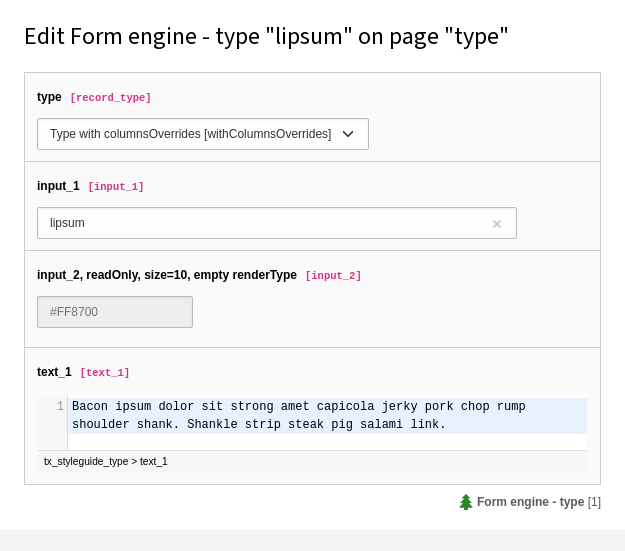 Edit Form engine - type "lipsum" on page "type"
type [record_type]
Type with columnsOverrides [withColumnsOverrides]
input_1 [input_1]
lipsum
input_2, readOnly, size=10, empty renderType [input_2]
#FF8700
text_1 [text_1]
1 Bacon ipsum dolor sit strong amet capicola jerky pork chop rump
shoulder shank. Shankle strip steak pig salami link.
tx_styleguide_type > text_1
Form engine - type [1]